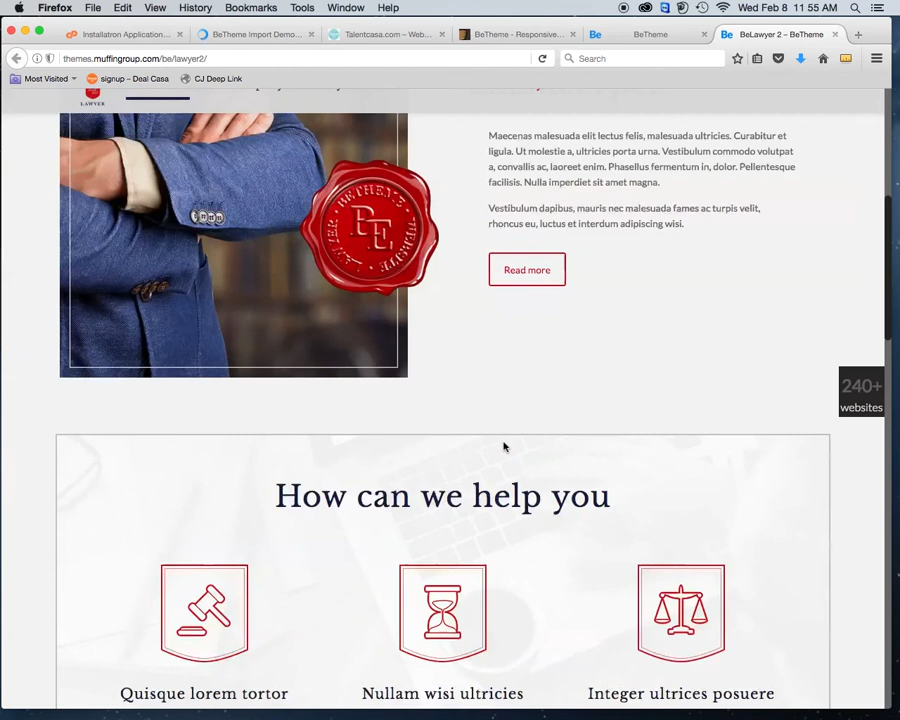 Firefox File Edit View History Bookmarks Tools Window Help Wed Feb 8 11:55 AM
Installatron Application... BeTheme Import Demo... Talentcasa.com – Web... BeTheme - Responsive... Be BeTheme Be BeLawyer 2 – BeTheme
themes.muffingroup.com/be/lawyer2/ Search
Most Visited signup – Deal Casa CJ Deep Link
LAWYER
Maecenas malesuada elit lectus felis, malesuada ultricies. Curabitur et
ligula. Ut molestie a, ultricies porta urna. Vestibulum commodo volutpat
a, convallis ac, laoreet enim. Phasellus fermentum in, dolor. Pellentesque
facilisis. Nulla imperdiet sit amet magna.
Vestibulum dapibus, mauris nec malesuada fames ac turpis velit,
rhoncus eu, luctus et interdum adipiscing wisi.
BETHEME
BE
LAWYER
Read more
240+
websites
How can we help you
Quisque lorem tortor
Nullam wisi ultricies
Integer ultrices posuere